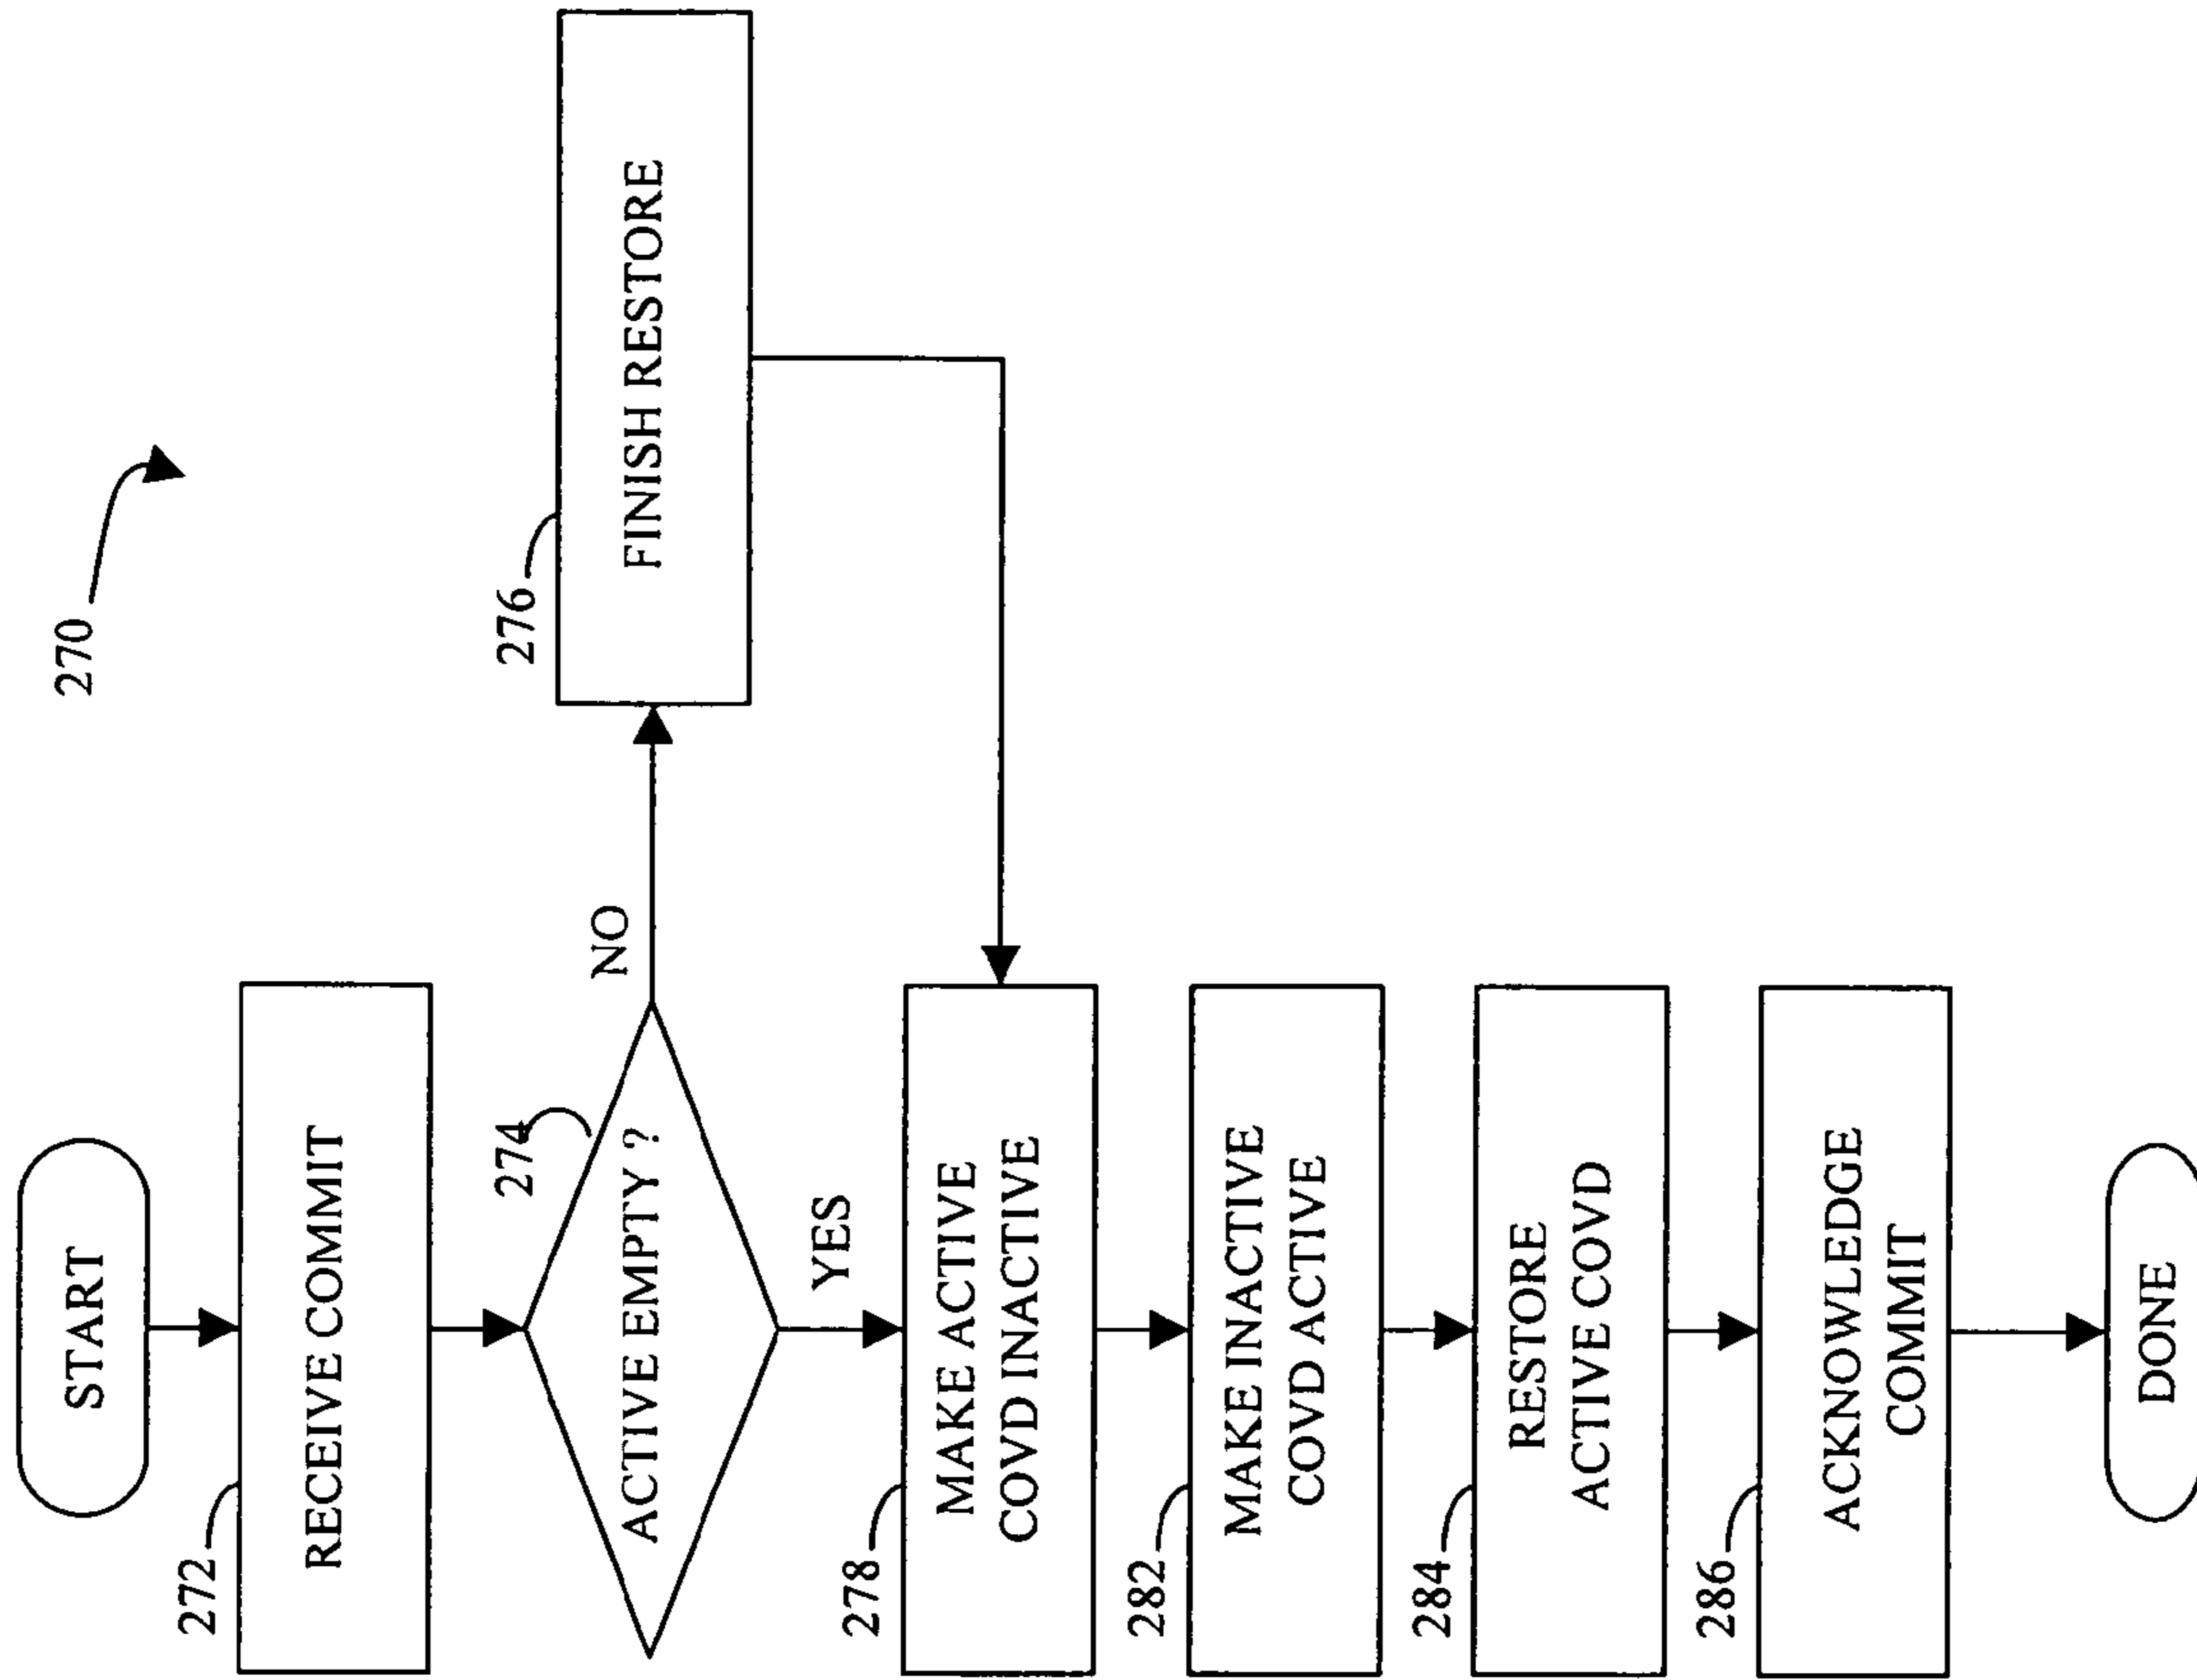 270
START
272
RECEIVE COMMIT
274
ACTIVE EMPTY ?
NO
276
FINISH RESTORE
YES
278
MAKE ACTIVE
COVD INACTIVE
282
MAKE INACTIVE
COVD ACTIVE
284
RESTORE
ACTIVE COVD
286
ACKNOWLEDGE
COMMIT
DONE